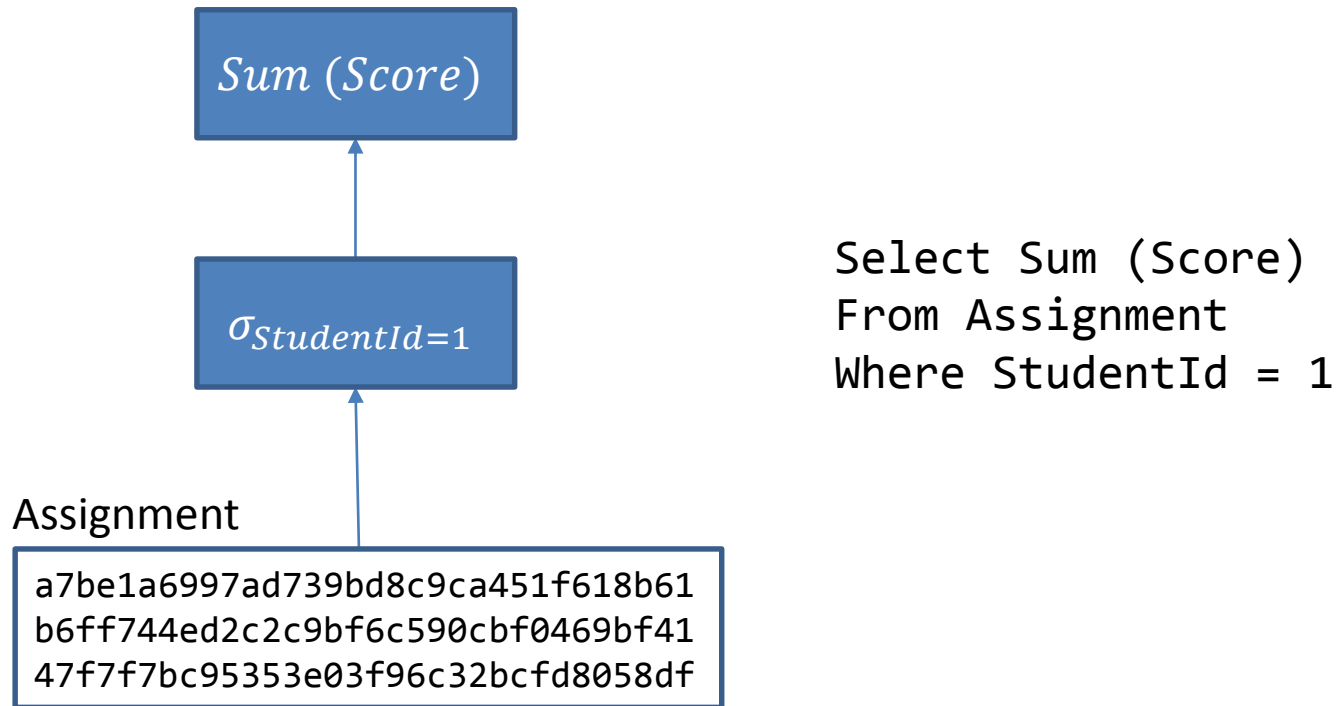 Sum (Score)
σStudentId=1
Select Sum (Score)
From Assignment
Where StudentId = 1
Assignment
a7be1a6997ad739bd8c9ca451f618b61
b6ff744ed2c2c9bf6c590cbf0469bf41
47f7f7bc95353e03f96c32bcfd8058df